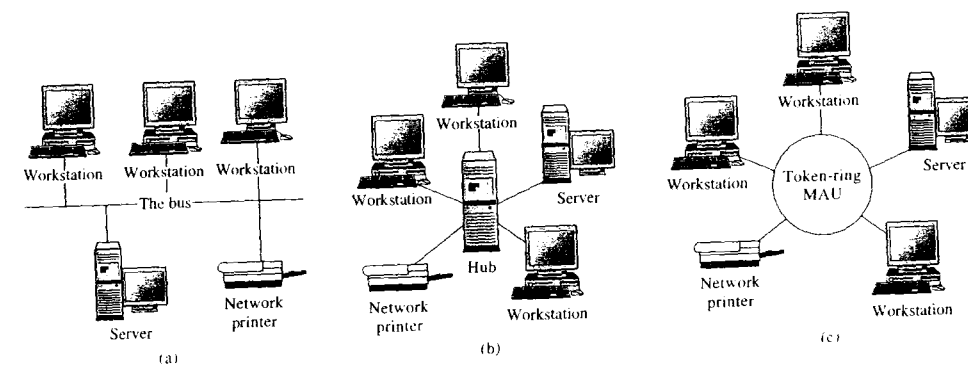 Workstation
Workstation
Workstation
The bus
Server
Network
printer
(a)
Workstation
Workstation
Server
Hub
Network
printer
Workstation
(b)
Workstation
Workstation
Server
Token-ring
MAU
Network
printer
Workstation
(c)